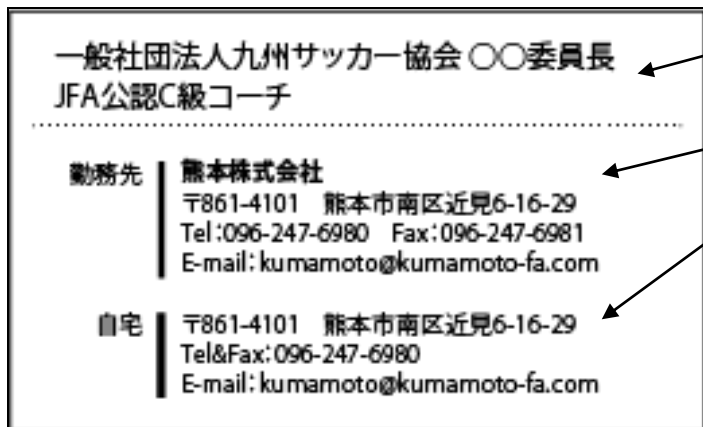 一般社団法人九州サッカー協会 〇〇委員長
JFA公認C級コーチ
勤務先 熊本株式会社
〒861-4101 熊本市南区近見6-16-29
Tel:096-247-6980 Fax:096-247-6981
E-mail:kumamoto@kumamoto-fa.com
自宅 〒861-4101 熊本市南区近見6-16-29
Tel&Fax:096-247-6980
E-mail:kumamoto@kumamoto-fa.com